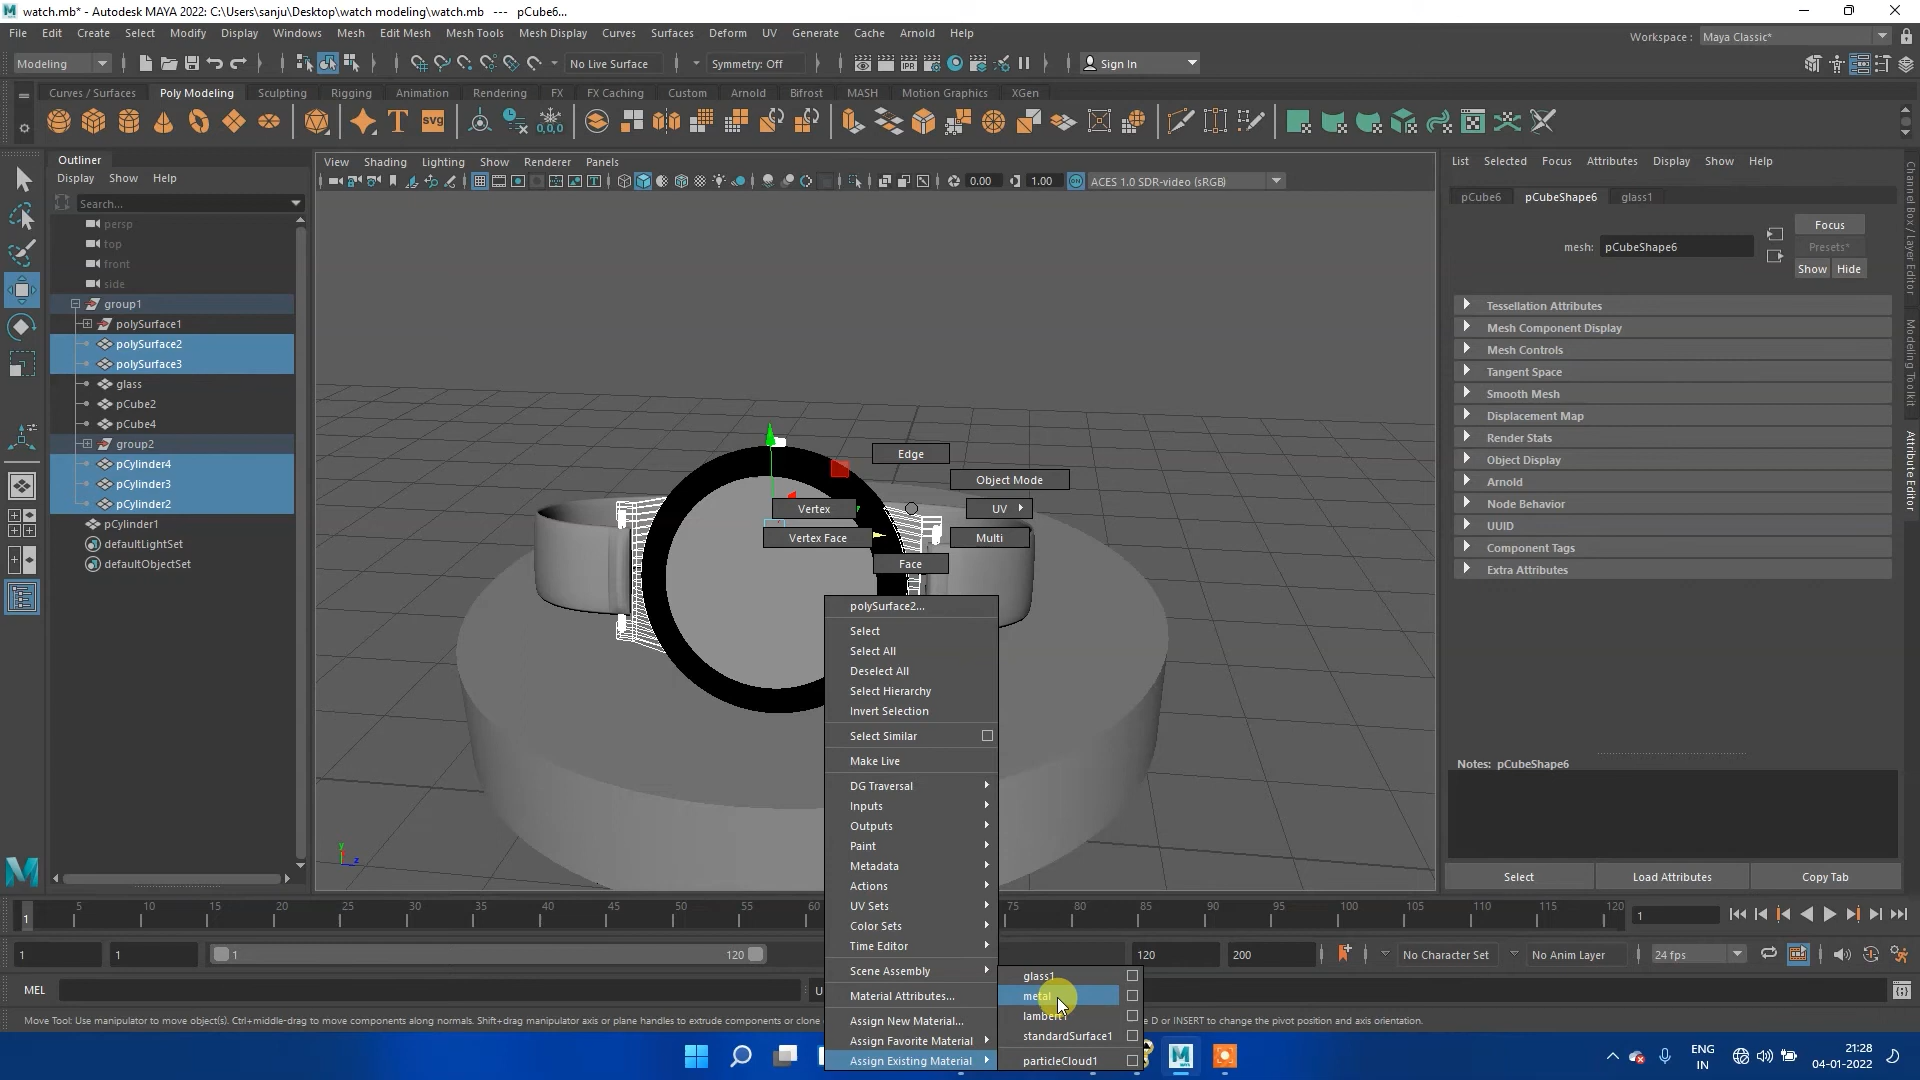 watch.mb* - Autodesk MAYA 2022: C:\Users\sanju\Desktop\watch modeling\watch.mb --- pCube6...
File Edit Create Select Modify Display Windows Mesh Edit Mesh Mesh Tools Mesh Display Curves Surfaces Deform UV Generate Cache Arnold Help
Workspace : Maya Classic*
Modeling No Live Surface Symmetry: Off Sign In
Curves / Surfaces Poly Modeling Sculpting Rigging Animation Rendering FX FX Caching Custom Arnold Bifrost MASH Motion Graphics XGen
Outliner
Display Show Help
Search...
persp
top
front
side
group1
polySurface1
polySurface2
polySurface3
glass
pCube2
pCube4
group2
pCylinder4
pCylinder3
pCylinder2
pCylinder1
defaultLightSet
defaultObjectSet
View Shading Lighting Show Renderer Panels
0.00 1.00 ACES 1.0 SDR-video (sRGB)
Edge
Object Mode
Vertex
UV
Vertex Face
Multi
Face
polySurface2...
Select
Select All
Deselect All
Select Hierarchy
Invert Selection
Select Similar
Make Live
DG Traversal
Inputs
Outputs
Paint
Metadata
Actions
UV Sets
Color Sets
Time Editor
Scene Assembly
Material Attributes...
Assign New Material...
Assign Favorite Material
Assign Existing Material
glass1
metal
lambert1
standardSurface1
particleCloud1
List Selected Focus Attributes Display Show Help
pCube6 pCubeShape6 glass1
mesh: pCubeShape6
Focus
Presets*
Show Hide
Tessellation Attributes
Mesh Component Display
Mesh Controls
Tangent Space
Smooth Mesh
Displacement Map
Render Stats
Object Display
Arnold
Node Behavior
UUID
Component Tags
Extra Attributes
Notes: pCubeShape6
Select Load Attributes Copy Tab
Channel Box / Layer Editor
Modeling Toolkit
Attribute Editor
y
z
1 5 10 15 20 25 30 35 40 45 50 55 60 75 80 85 90 95 100 105 110 115 120 1
1 1 1 120 120 200 No Character Set No Anim Layer 24 fps
MEL
Move Tool: Use manipulator to move object(s). Ctrl+middle-drag to move components along normals. Shift+drag manipulator axis or plane handles to extrude components or clone
D or INSERT to change the pivot position and axis orientation.
ENG
IN
21:28
04-01-2022